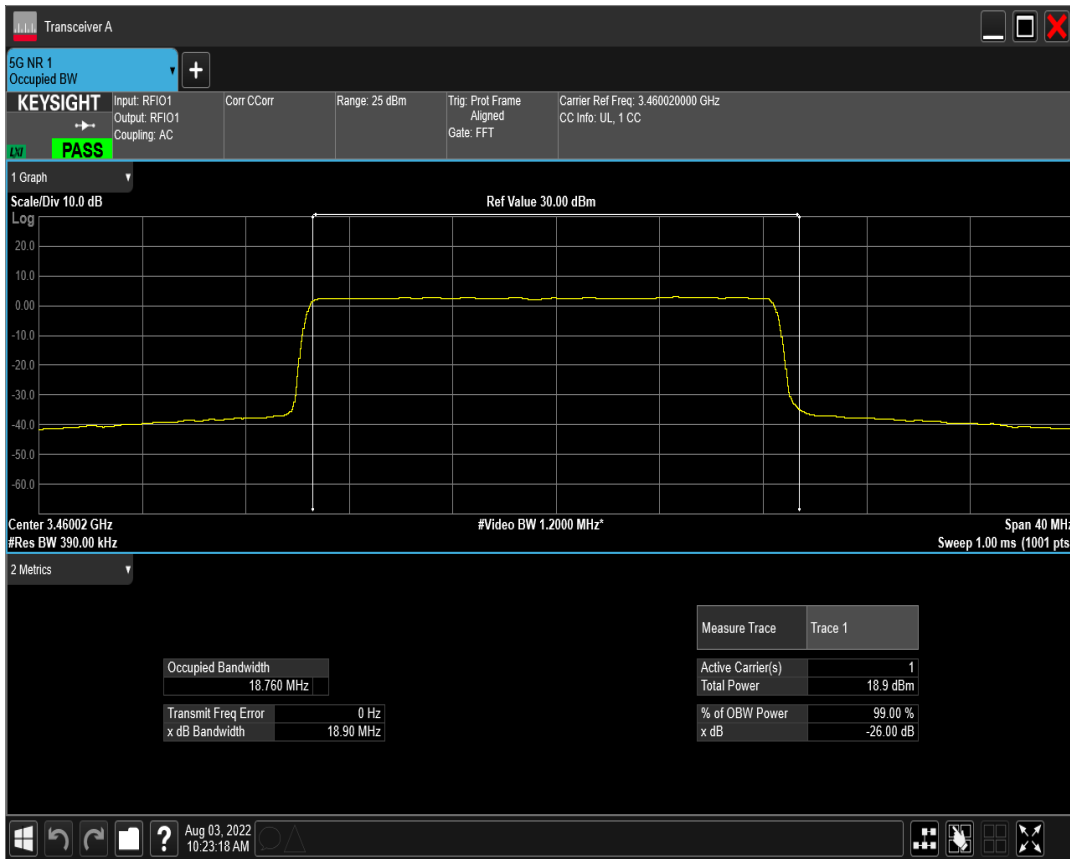 Transceiver A
5G NR 1
Occupied BW
+
KEYSIGHT
LXI
PASS
Input: RFIO1
Output: RFIO1
Coupling: AC
Corr CCorr
Range: 25 dBm
Trig: Prot Frame
Aligned
Gate: FFT
Carrier Ref Freq: 3.460020000 GHz
CC Info: UL, 1 CC
1 Graph
Scale/Div 10.0 dB
Ref Value 30.00 dBm
Log
20.0
10.0
0.00
-10.0
-20.0
-30.0
-40.0
-50.0
-60.0
Center 3.46002 GHz
#Video BW 1.2000 MHz*
Span 40 MHz
#Res BW 390.00 kHz
Sweep 1.00 ms (1001 pts
2 Metrics
Measure Trace Trace 1
Occupied Bandwidth
18.760 MHz
Active Carrier(s) 1
Total Power 18.9 dBm
Transmit Freq Error 0 Hz
x dB Bandwidth 18.90 MHz
% of OBW Power 99.00 %
x dB -26.00 dB
?
Aug 03, 2022
10:23:18 AM